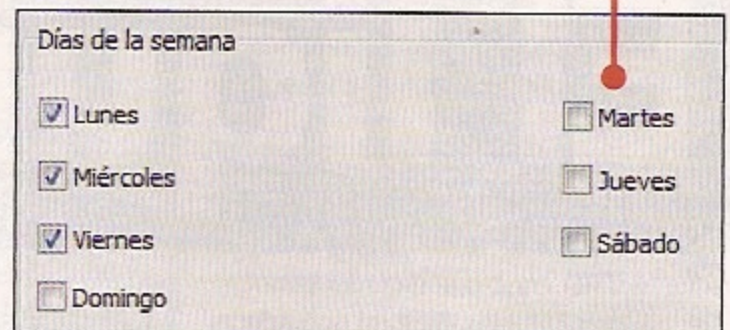 Días de la semana
Lunes
Martes
Miércoles
Jueves
Viernes
Sábado
Domingo